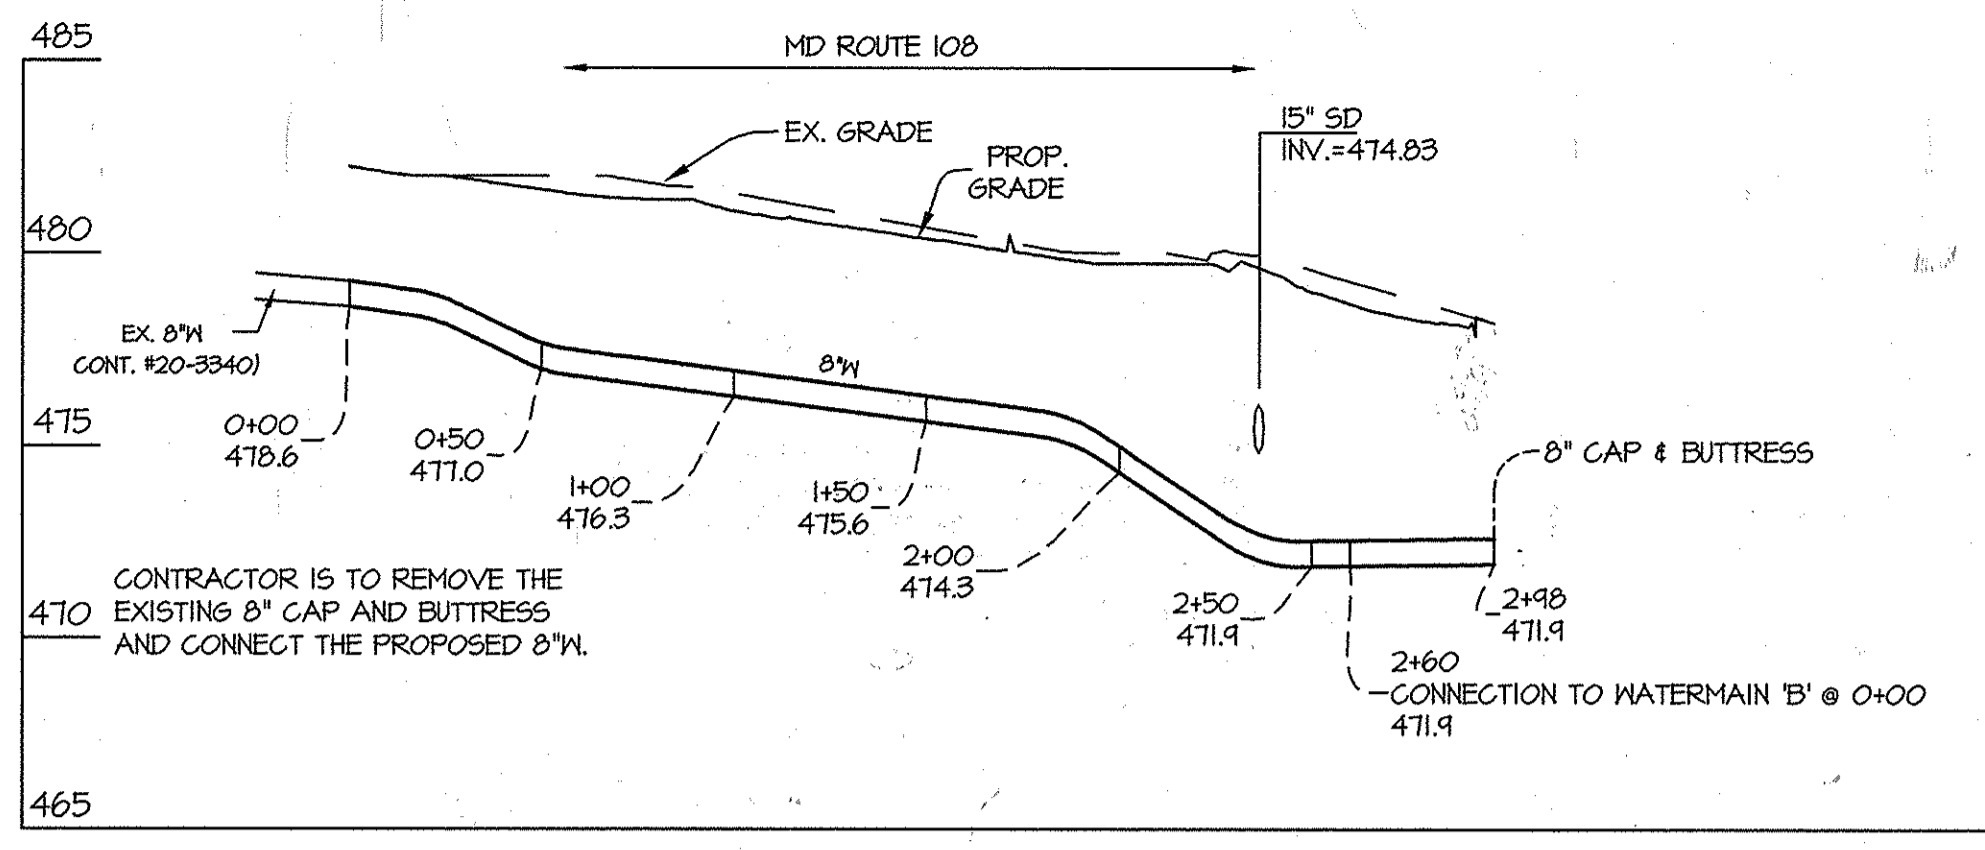 485
MD ROUTE 108
15" SD
INV.=474.83
EX. GRADE
PROP.
GRADE
480
EX. 8"W
CONT. #20-3340)
8"W
475
0+00
478.6
0+50
477.0
1+00
476.3
1+50
475.6
2+00
474.3
8" CAP & BUTTRESS
CONTRACTOR IS TO REMOVE THE
EXISTING 8" CAP AND BUTTRESS
AND CONNECT THE PROPOSED 8"W.
470
2+50
471.9
2+98
471.9
2+60
CONNECTION TO WATERMAIN 'B' @ 0+00
471.9
465